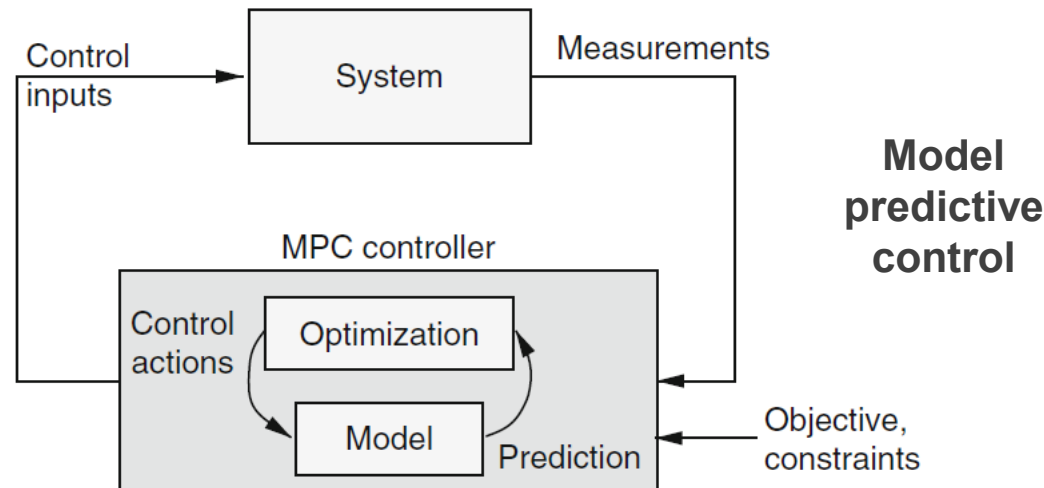 Control
inputs
System
Measurements
Model
predictive
control
MPC controller
Control
actions
Optimization
Model
Prediction
Objective,
constraints